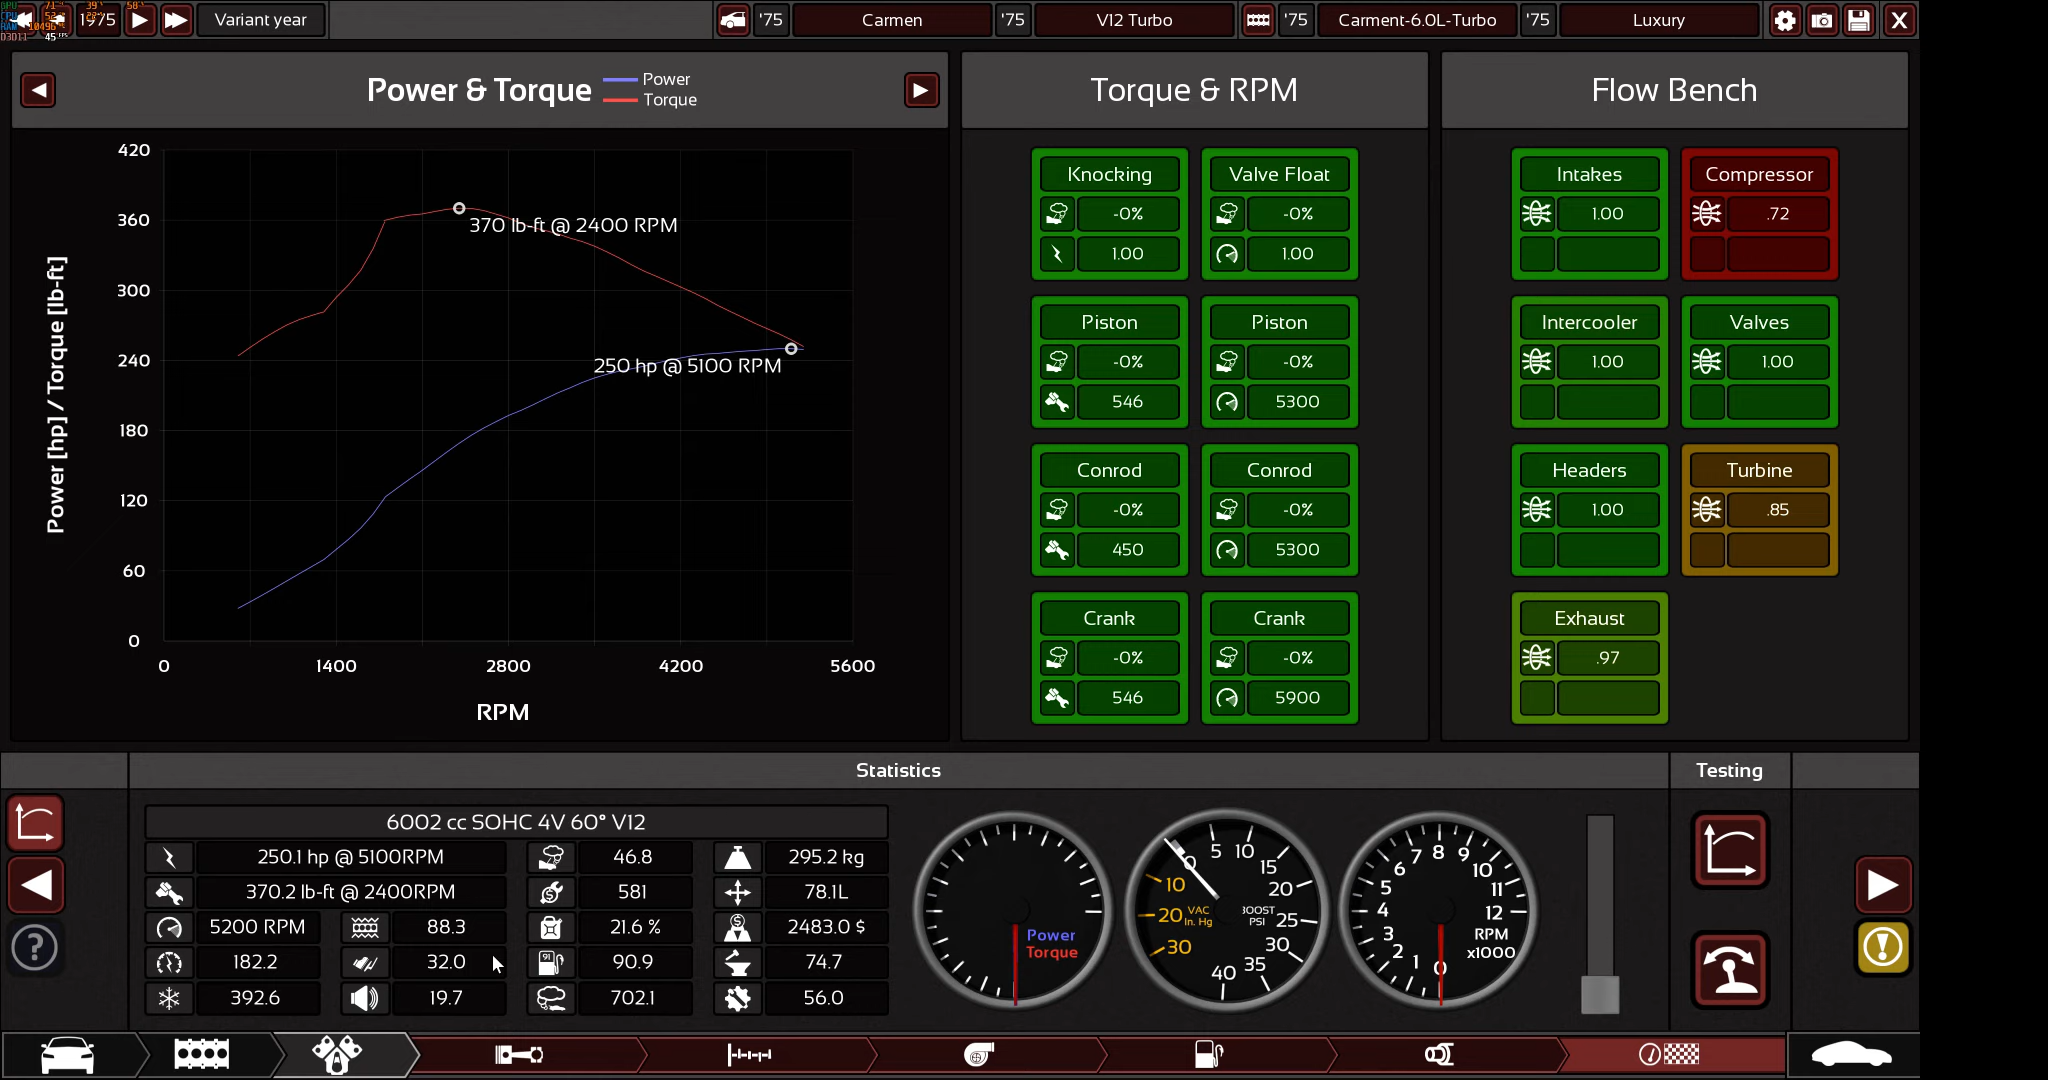 1975
Variant year
'75
Carmen
'75
V12 Turbo
'75
Carment-6.0L-Turbo
'75
Luxury
Power & Torque
Power
Torque
Torque & RPM
Flow Bench
Power [hp] / Torque [lb-ft]
420
360
300
240
180
120
60
0
370 lb-ft @ 2400 RPM
250 hp @ 5100 RPM
0
1400
2800
4200
5600
RPM
Knocking
-0%
1.00
Valve Float
-0%
1.00
Piston
-0%
546
Piston
-0%
5300
Conrod
-0%
450
Conrod
-0%
5300
Crank
-0%
546
Crank
-0%
5900
Intakes
1.00
Compressor
.72
Intercooler
1.00
Valves
1.00
Headers
1.00
Turbine
.85
Exhaust
.97
Statistics
Testing
6002 cc SOHC 4V 60° V12
250.1 hp @ 5100RPM
46.8
295.2 kg
370.2 lb-ft @ 2400RPM
581
78.1L
5200 RPM
88.3
21.6 %
2483.0 $
182.2
32.0
91
90.9
74.7
392.6
19.7
702.1
56.0
Power
Torque
0
5
10
15
20
25
30
35
40
10
20
30
VAC
In. Hg
BOOST
PSI
0
1
2
3
4
5
6
7
8
9
10
11
12
RPM
x1000